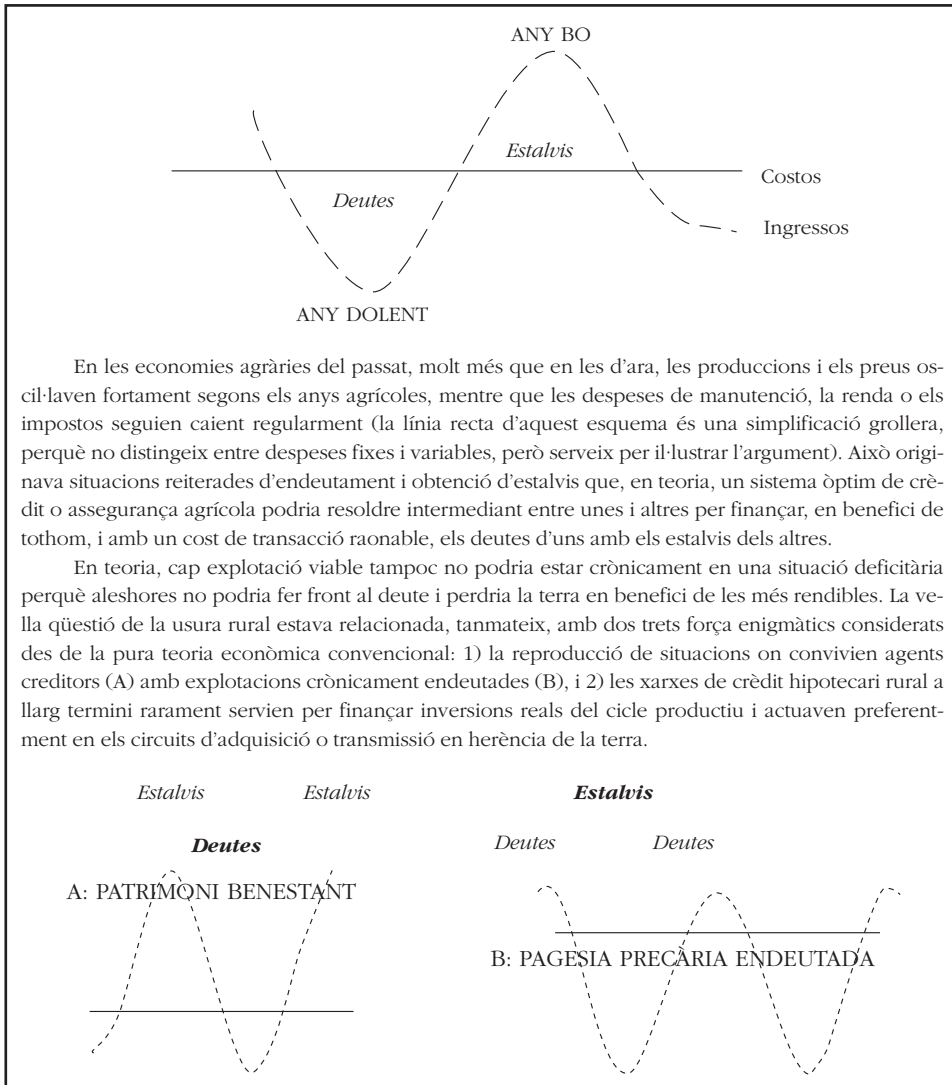 ANY BO
Estalvis
Costos
Deutes
Ingressos
ANY DOLENT
En les economies agràries del passat, molt més que en les d’ara, les produccions i els preus os-
cil·laven fortament segons els anys agrícoles, mentre que les despeses de manutenció, la renda o els
impostos seguien caient regularment (la línia recta d’aquest esquema és una simplificació grollera,
perquè no distingeix entre despeses fixes i variables, però serveix per il·lustrar l’argument). Això origi-
nava situacions reiterades d’endeutament i obtenció d’estalvis que, en teoria, un sistema òptim de crè-
dit o assegurança agrícola podria resoldre intermediant entre unes i altres per finançar, en benefici de
tothom, i amb un cost de transacció raonable, els deutes d’uns amb els estalvis dels altres.
En teoria, cap explotació viable tampoc no podria estar crònicament en una situació deficitària
perquè aleshores no podria fer front al deute i perdria la terra en benefici de les més rendibles. La ve-
lla qüestió de la usura rural estava relacionada, tanmateix, amb dos trets força enigmàtics considerats
des de la pura teoria econòmica convencional: 1) la reproducció de situacions on convivien agents
creditors (A) amb explotacions crònicament endeutades (B), i 2) les xarxes de crèdit hipotecari rural a
llarg termini rarament servien per finançar inversions reals del cicle productiu i actuaven preferent-
ment en els circuits d’adquisició o transmissió en herència de la terra.
Estalvis Estalvis Estalvis
Deutes Deutes Deutes
A: PATRIMONI BENESTANT
B: PAGESIA PRECÀRIA ENDEUTADA